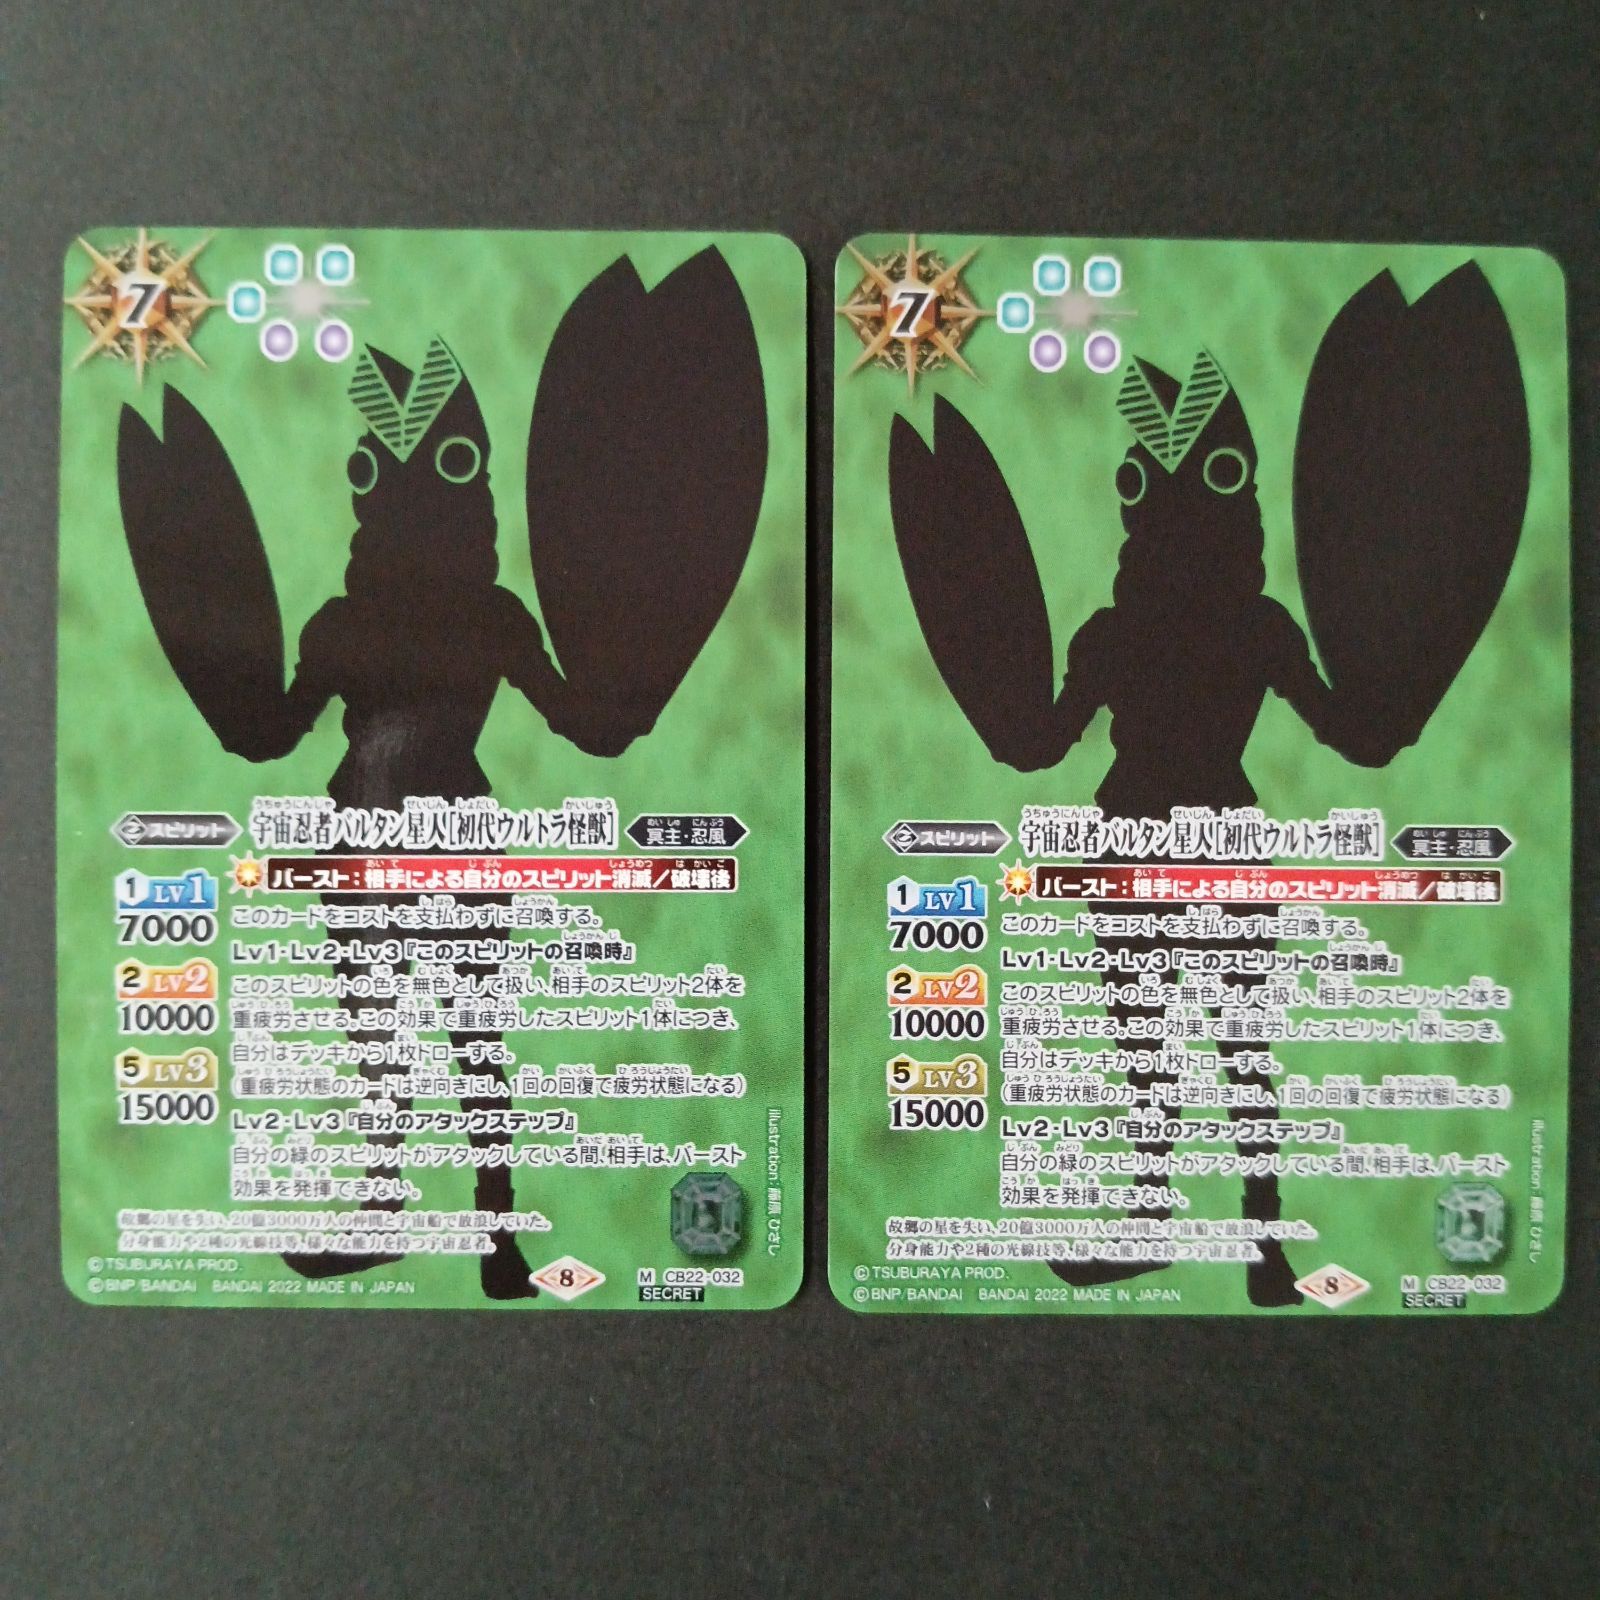 7
スピリット
宇宙忍者バルタン星人[初代ウルトラ怪獣]
冥主・忍風
バースト：相手による自分のスピリット消滅／破壊後
1 LV1
7000
2 LV2
10000
5 LV3
15000
このカードをコストを支払わずに召喚する。
Lv1・Lv2・Lv3『このスピリットの召喚時』
このスピリットの色を無色として扱い、相手のスピリット2体を
重疲労させる。この効果で重疲労したスピリット1体につき、
自分はデッキから1枚ドローする。
(重疲労状態のカードは逆向きにし、1回の回復で疲労状態になる)
Lv2・Lv3『自分のアタックステップ』
自分の緑のスピリットがアタックしている間、相手は、バースト
効果を発揮できない。
故郷の星を失い、20億3000万人の仲間と宇宙船で放浪していた。
分身能力や2種の光線技等、様々な能力を持つ宇宙忍者。
illustration:藤原ひさし
©TSUBURAYA PROD.
©BNP/BANDAI BANDAI 2022 MADE IN JAPAN
8
M CB22-032
SECRET
7
スピリット
宇宙忍者バルタン星人[初代ウルトラ怪獣]
冥主・忍風
バースト：相手による自分のスピリット消滅／破壊後
1 LV1
7000
2 LV2
10000
5 LV3
15000
このカードをコストを支払わずに召喚する。
Lv1・Lv2・Lv3『このスピリットの召喚時』
このスピリットの色を無色として扱い、相手のスピリット2体を
重疲労させる。この効果で重疲労したスピリット1体につき、
自分はデッキから1枚ドローする。
(重疲労状態のカードは逆向きにし、1回の回復で疲労状態になる)
Lv2・Lv3『自分のアタックステップ』
自分の緑のスピリットがアタックしている間、相手は、バースト
効果を発揮できない。
故郷の星を失い、20億3000万人の仲間と宇宙船で放浪していた。
分身能力や2種の光線技等、様々な能力を持つ宇宙忍者。
illustration:藤原ひさし
©TSUBURAYA PROD.
©BNP/BANDAI BANDAI 2022 MADE IN JAPAN
8
M CB22-032
SECRET